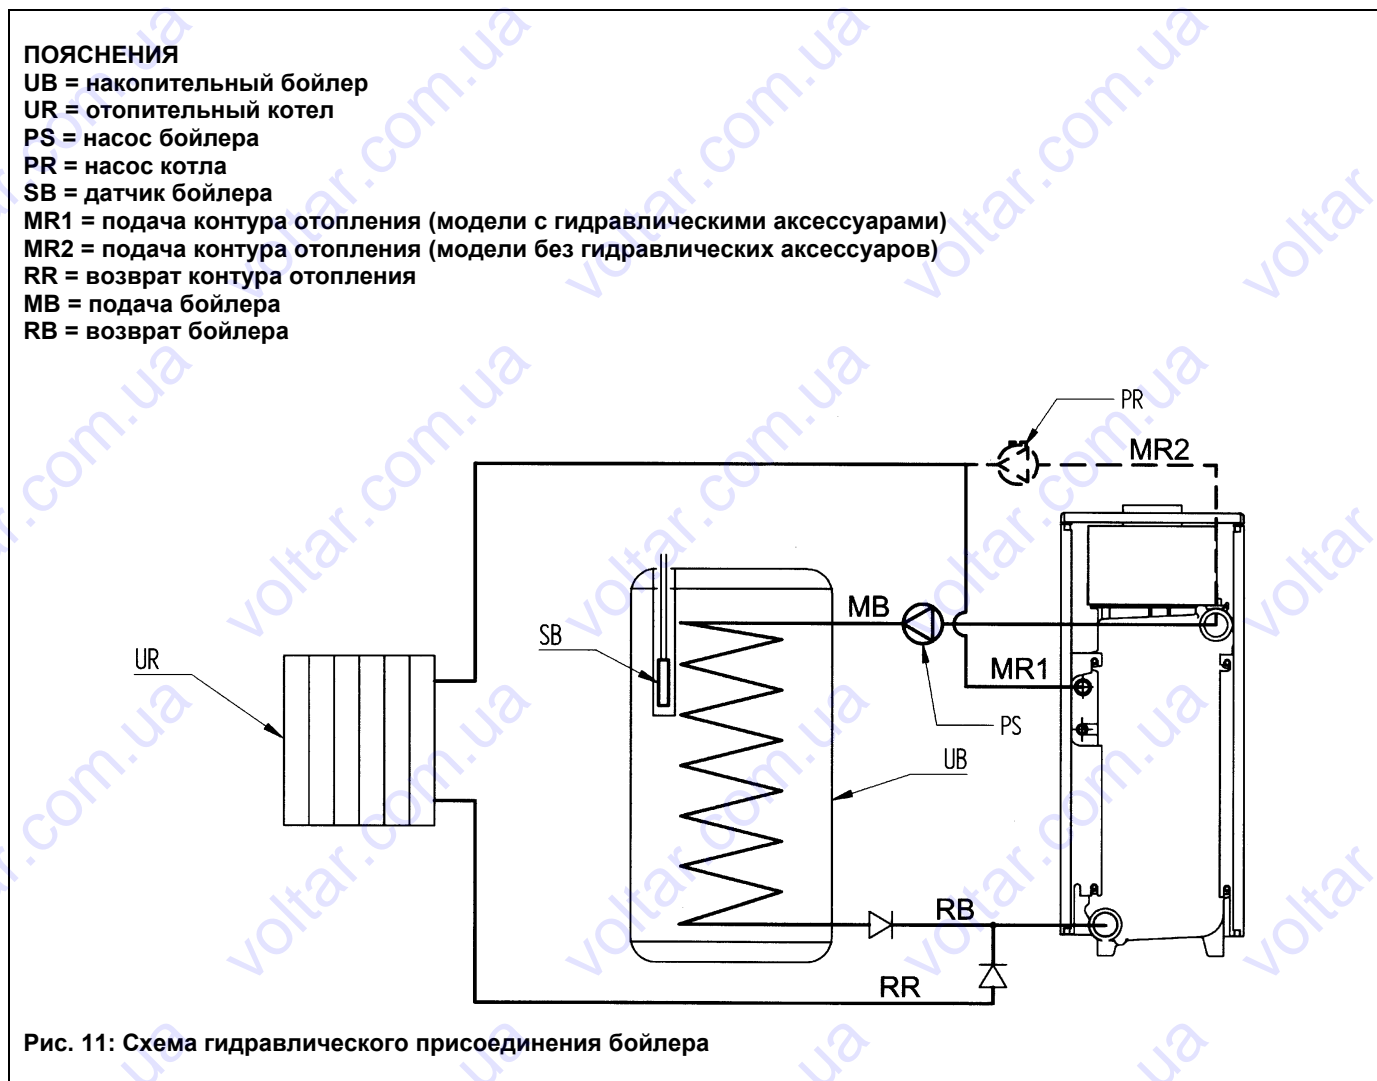 ПОЯСНЕНИЯ
UB = накопительный бойлер
UR = отопительный котел
PS = насос бойлера
PR = насос котла
SB = датчик бойлера
MR1 = подача контура отопления (модели с гидравлическими аксессуарами)
MR2 = подача контура отопления (модели без гидравлических аксессуаров)
RR = возврат контура отопления
MB = подача бойлера
RB = возврат бойлера
PR
MR2
MB
SB
UR
MR1
PS
UB
RB
RR
Рис. 11: Схема гидравлического присоединения бойлера
voltar.com.ua